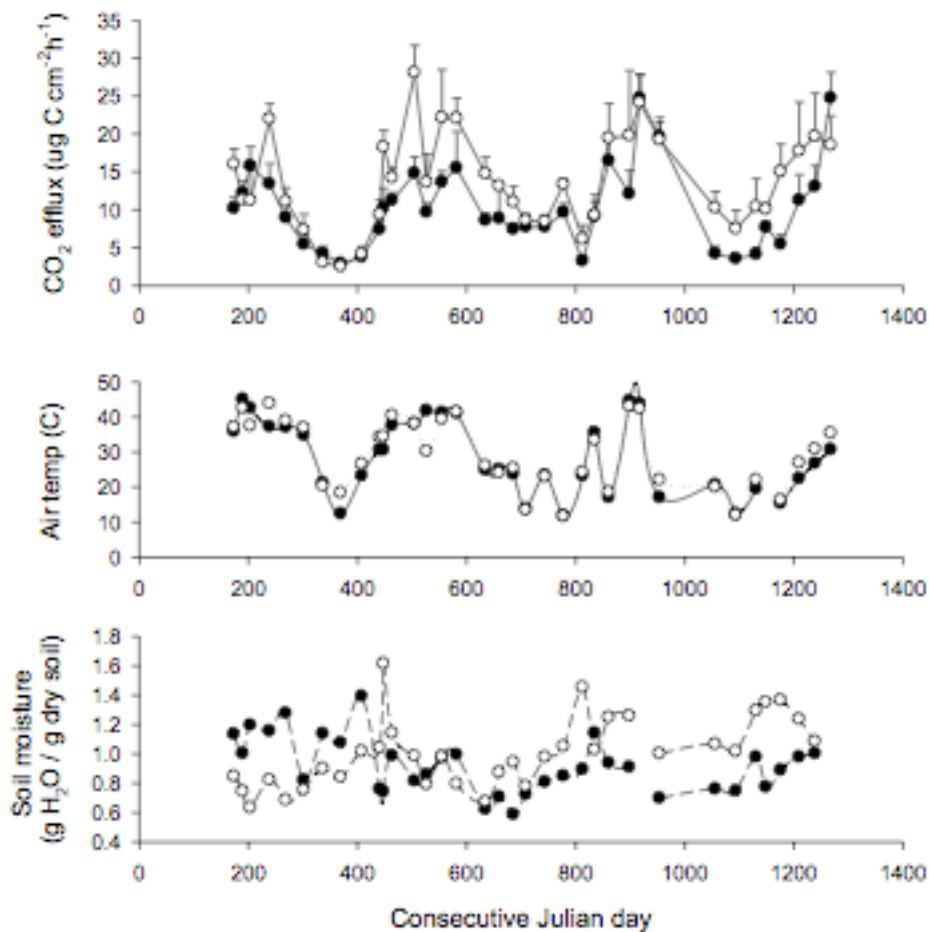 35
30
25
20
15
10
5
0
CO₂ efflux (ug C cm⁻²h¹)
0 200 400 600 800 1000 1200 1400
50
40
30
20
10
0
Air temp (C)
0 200 400 600 800 1000 1200 1400
1.8
1.6
1.4
1.2
1.0
0.8
0.6
0.4
Soil moisture
(g H₂O / g dry soil)
0 200 400 600 800 1000 1200 1400
Consecutive Julian day